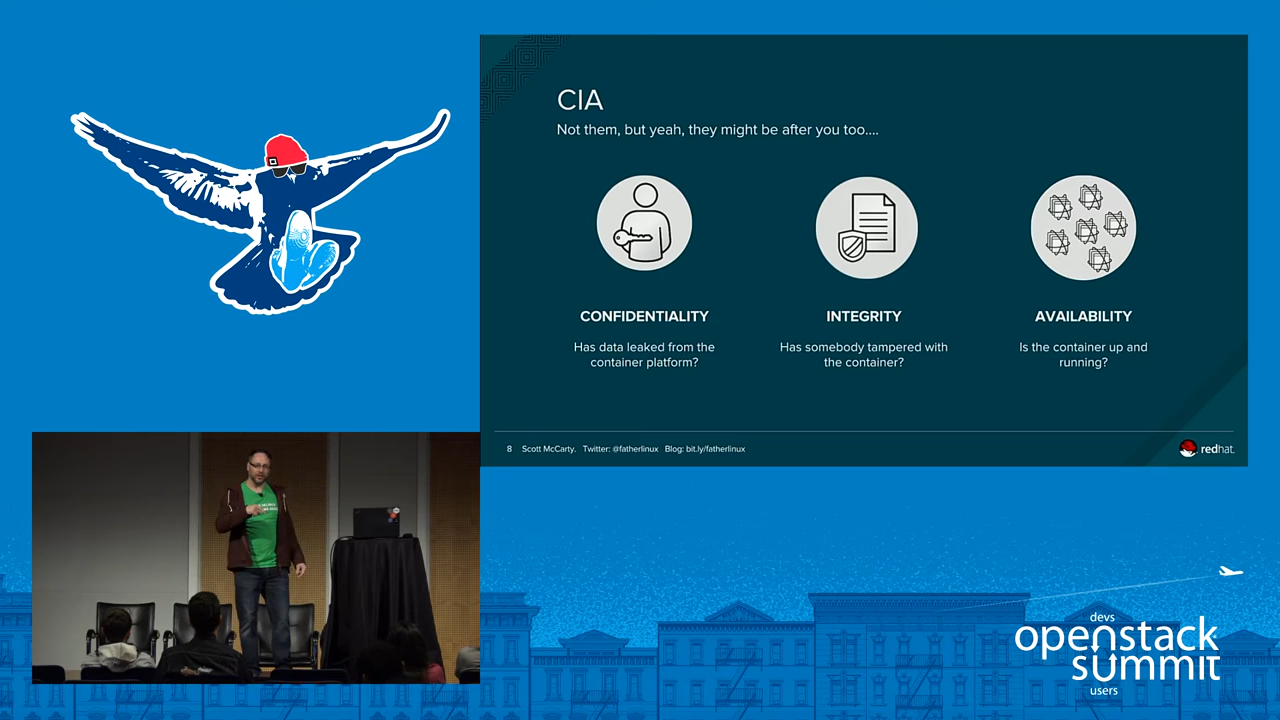 CIA
Not them, but yeah, they might be after you too....
CONFIDENTIALITY
Has data leaked from the
container platform?
INTEGRITY
Has somebody tampered with
the container?
AVAILABILITY
Is the container up and
running?
8 Scott McCarty. Twitter: @fatherlinux Blog: bit.ly/fatherlinux
redhat.
devs
openstack
summit
users